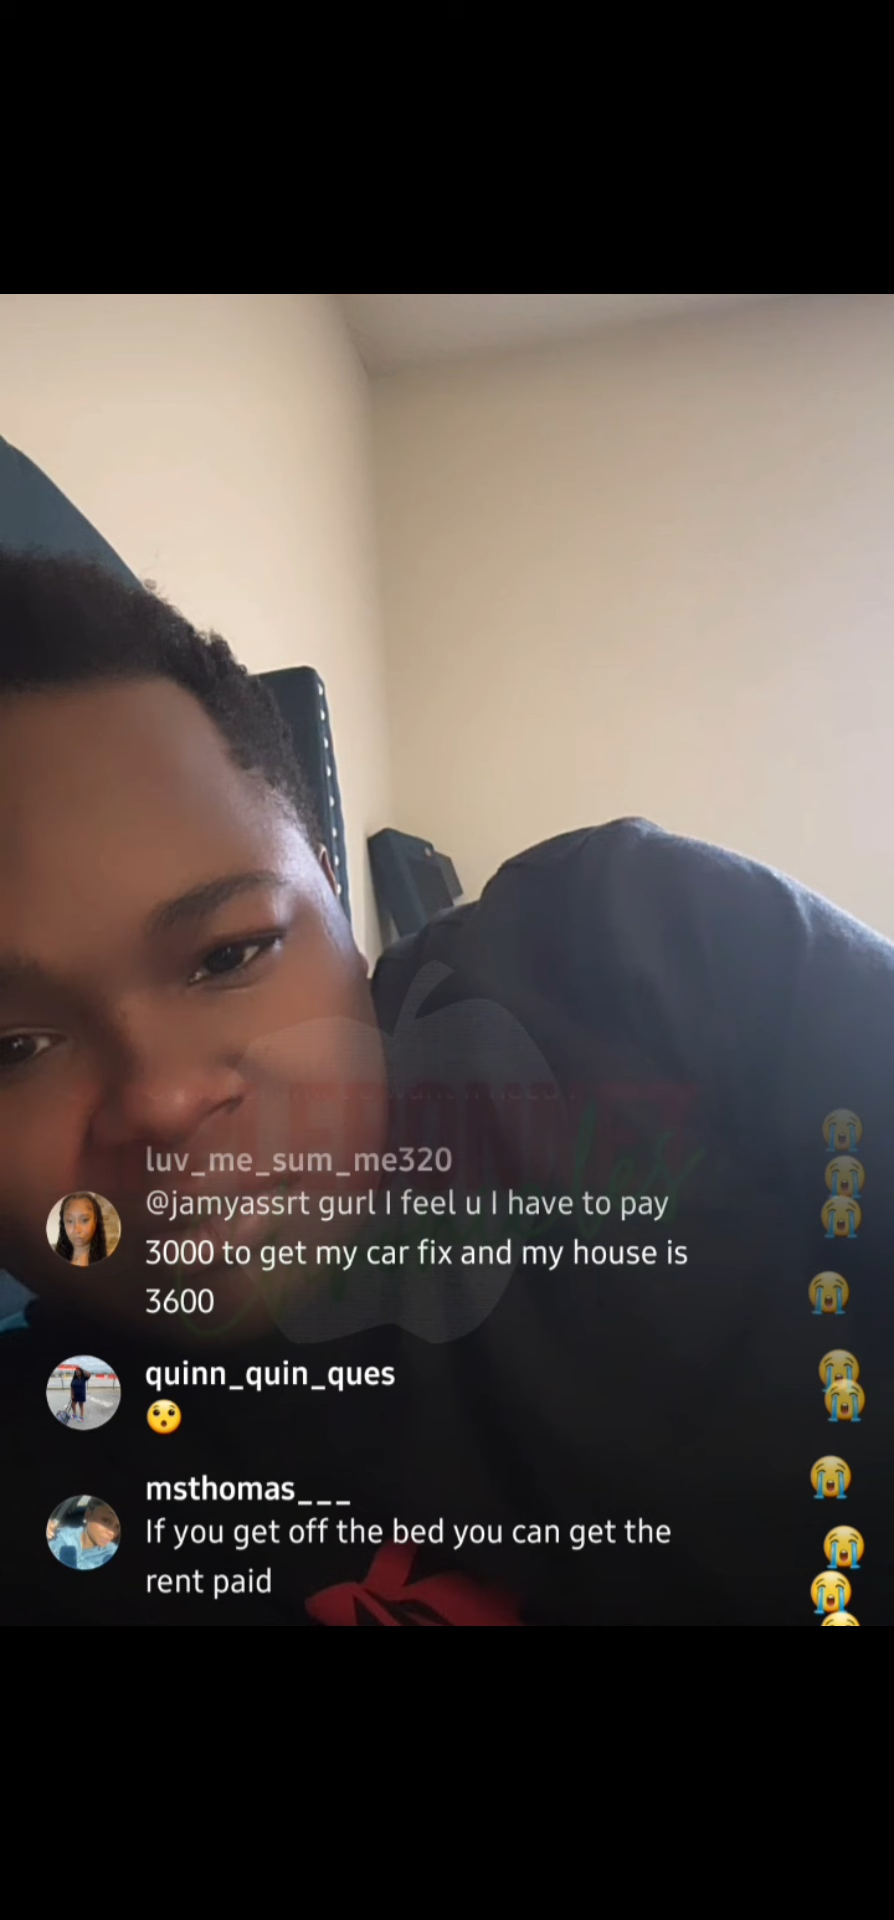 luv_me_sum_me320
@jamyassrt gurl I feel u I have to pay
3000 to get my car fix and my house is
3600
quinn_quin_ques
😯
msthomas___
If you get off the bed you can get the
rent paid